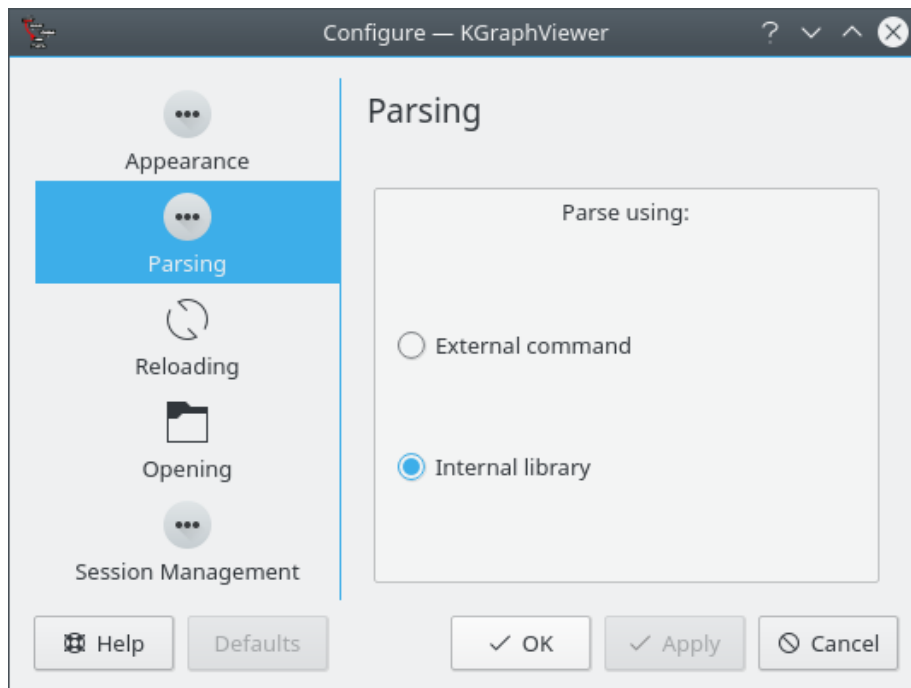 Configure — KGraphViewer
Appearance
Parsing
Reloading
Opening
Session Management
Parsing
Parse using:
External command
Internal library
Help
Defaults
OK
Apply
Cancel